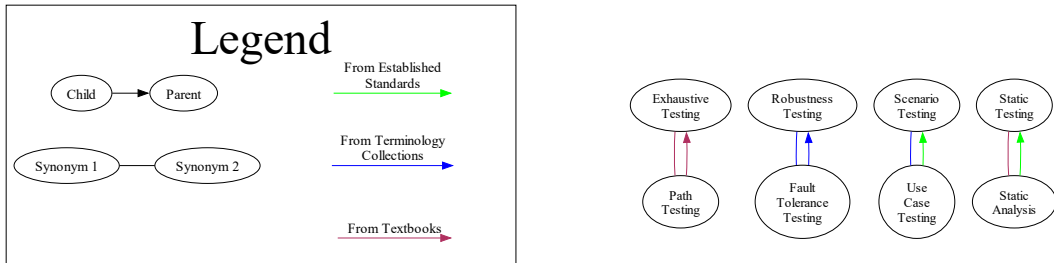 Legend
Child
Parent
From Established
Standards
Synonym 1
Synonym 2
From Terminology
Collections
From Textbooks
Exhaustive
Testing
Robustness
Testing
Scenario
Testing
Static
Testing
Path
Testing
Fault
Tolerance
Testing
Use
Case
Testing
Static
Analysis